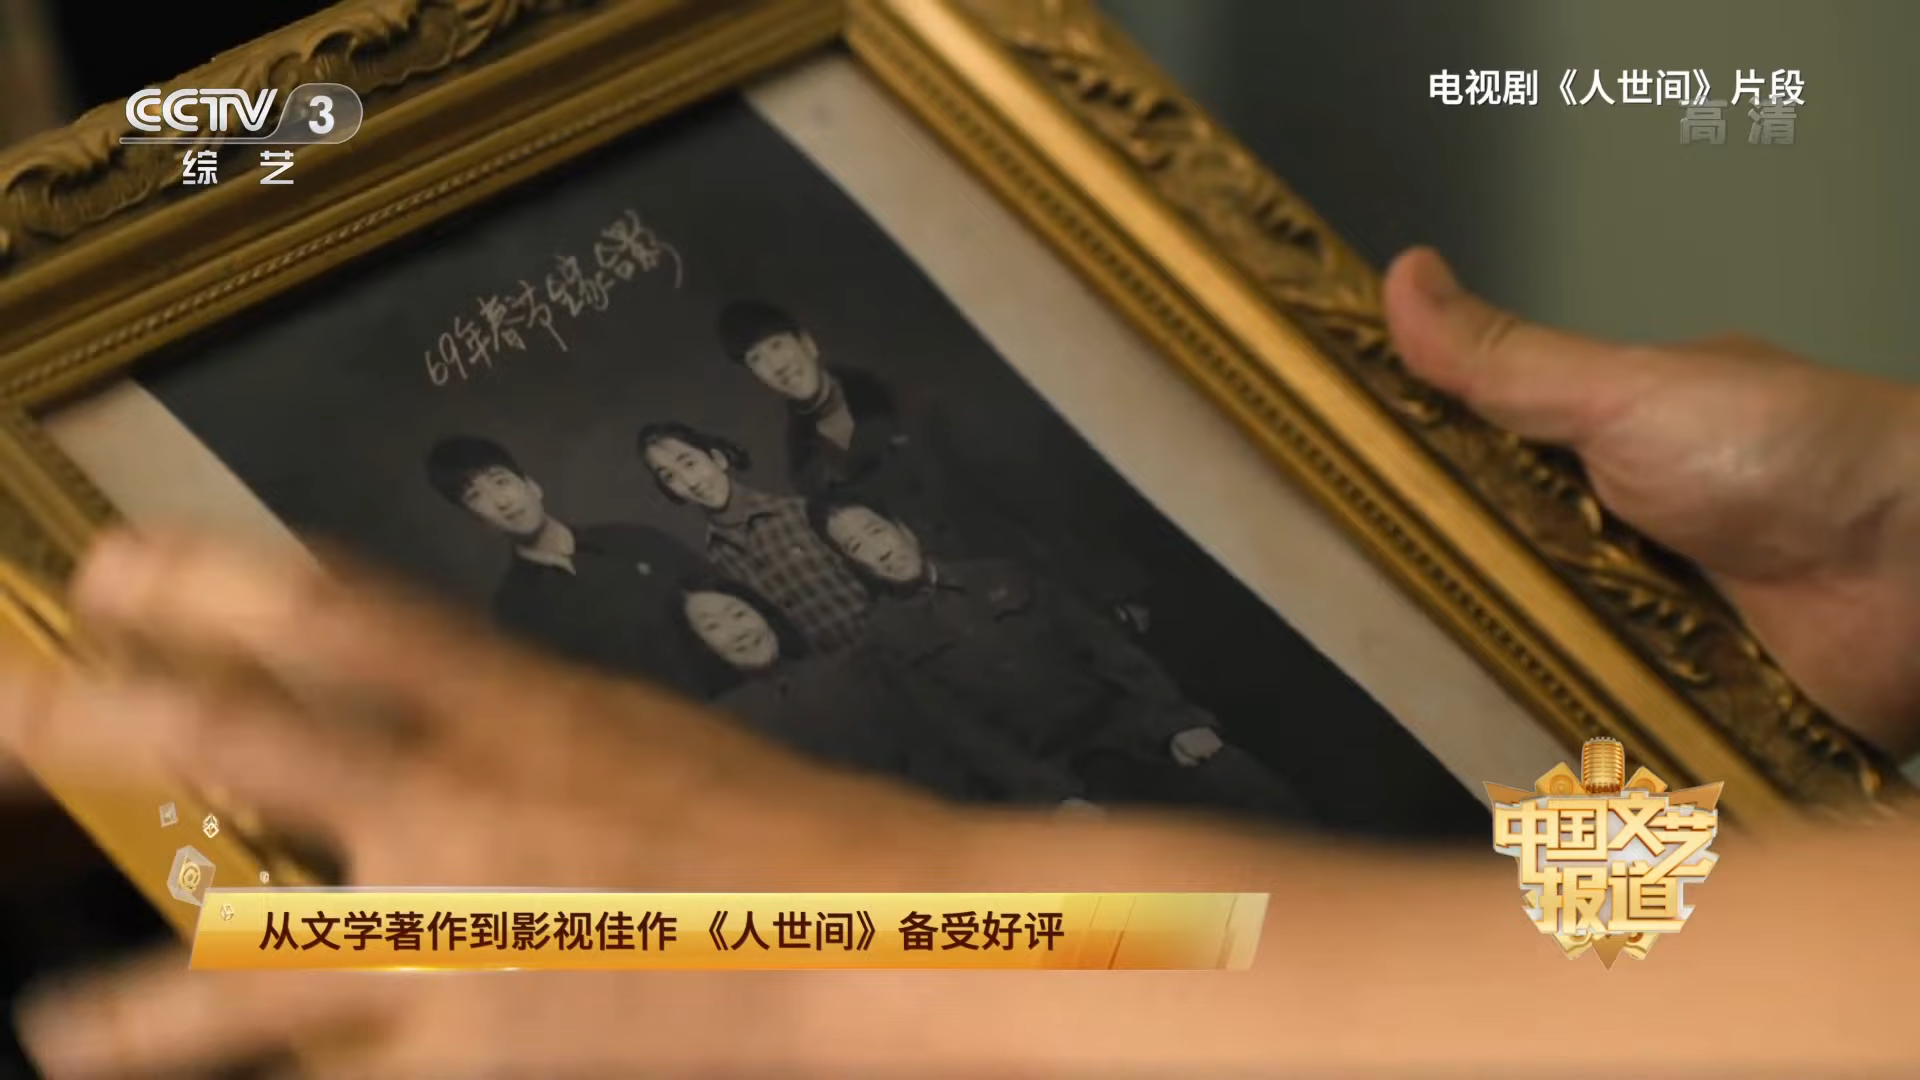 CCTV 3
综艺
电视剧《人世间》片段
高清
69年春节全家合影
中国文艺
报道
从文学著作到影视佳作 《人世间》备受好评